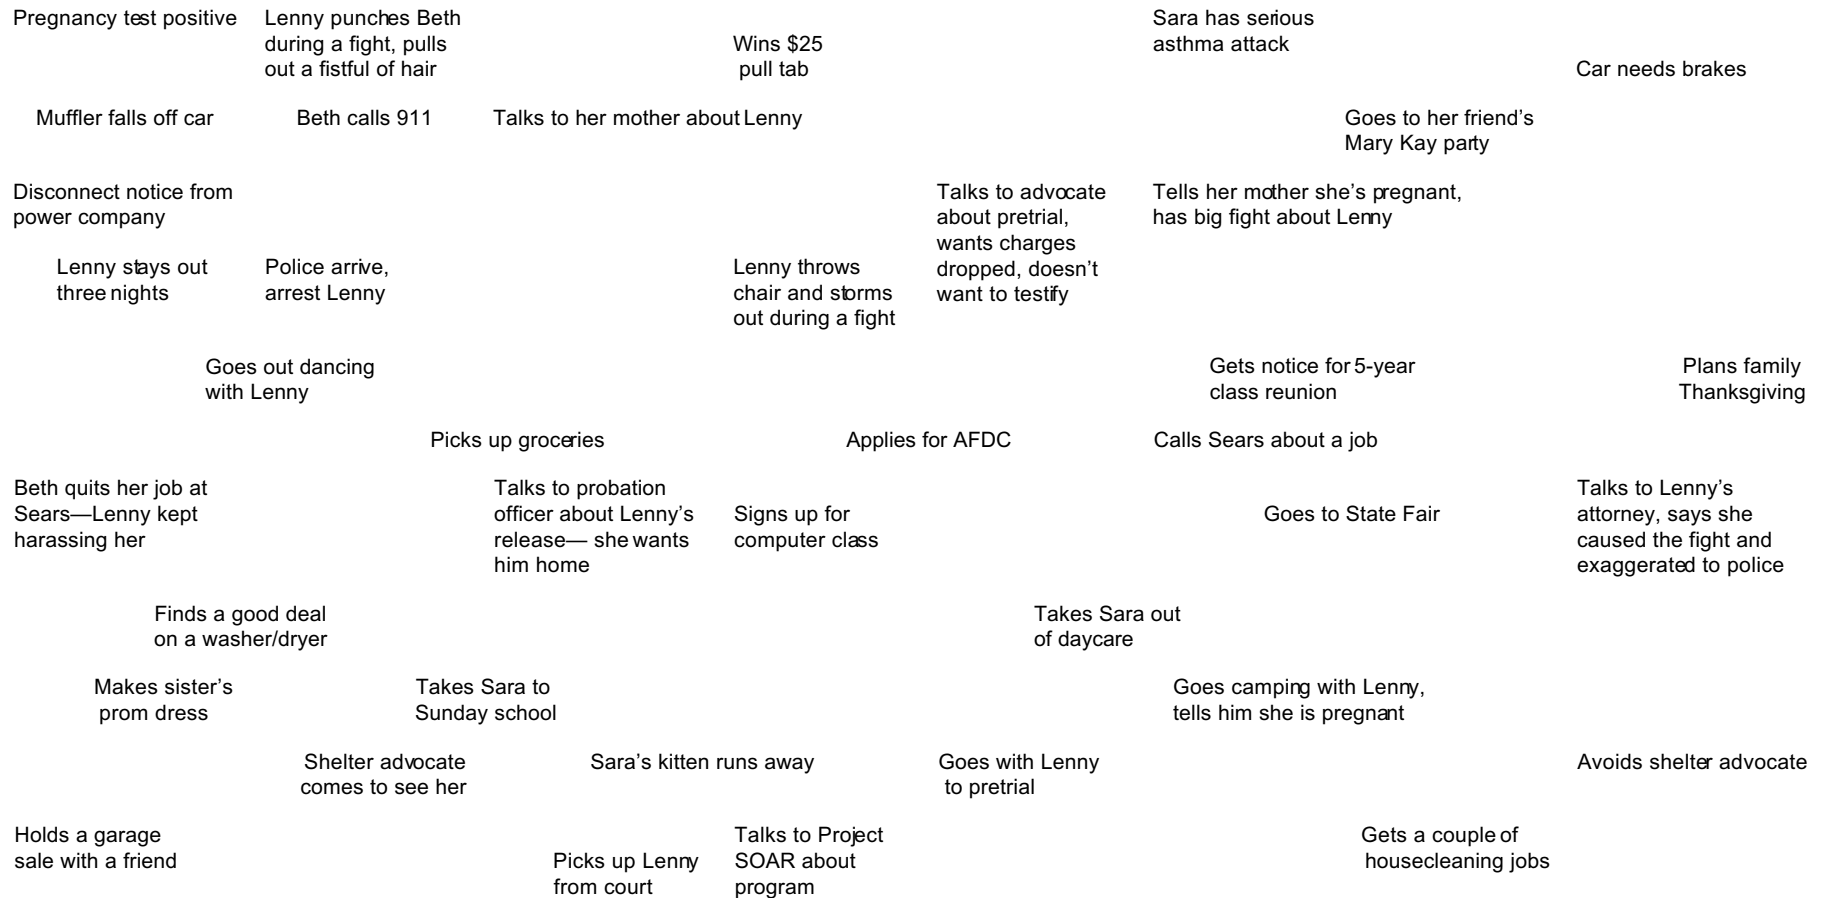 Pregnancy test positive
Lenny punches Beth
during a fight, pulls
out a fistful of hair
Wins $25
pull tab
Sara has serious
asthma attack
Car needs brakes
Muffler falls off car
Beth calls 911
Talks to her mother about Lenny
Goes to her friend’s
Mary Kay party
Disconnect notice from
power company
Talks to advocate
about pretrial,
wants charges
dropped, doesn’t
want to testify
Tells her mother she’s pregnant,
has big fight about Lenny
Lenny stays out
three nights
Police arrive,
arrest Lenny
Lenny throws
chair and storms
out during a fight
Goes out dancing
with Lenny
Gets notice for 5-year
class reunion
Plans family
Thanksgiving
Picks up groceries
Applies for AFDC
Calls Sears about a job
Beth quits her job at
Sears—Lenny kept
harassing her
Talks to probation
officer about Lenny’s
release— she wants
him home
Signs up for
computer class
Goes to State Fair
Talks to Lenny’s
attorney, says she
caused the fight and
exaggerated to police
Finds a good deal
on a washer/dryer
Takes Sara out
of daycare
Makes sister’s
prom dress
Takes Sara to
Sunday school
Goes camping with Lenny,
tells him she is pregnant
Shelter advocate
comes to see her
Sara’s kitten runs away
Goes with Lenny
to pretrial
Avoids shelter advocate
Holds a garage
sale with a friend
Picks up Lenny
from court
Talks to Project
SOAR about
program
Gets a couple of
housecleaning jobs